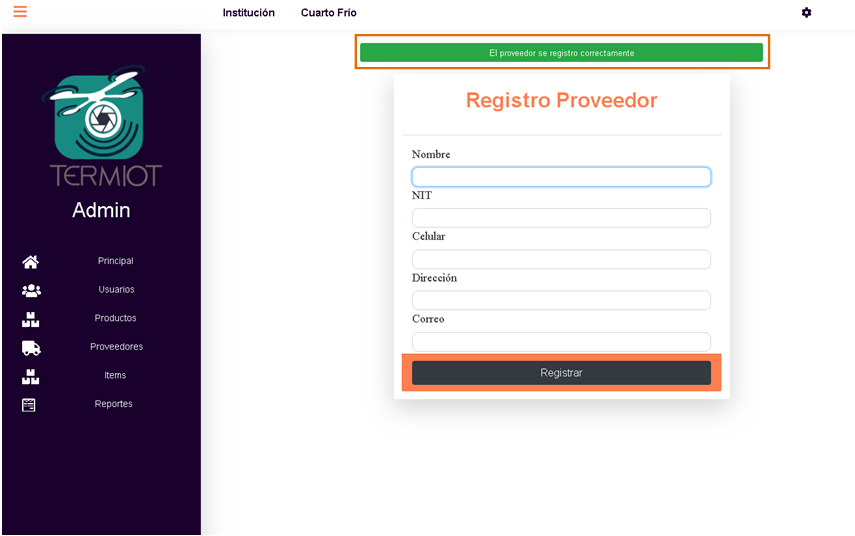 Institución Cuarto Frío
El proveedor se registro correctamente
TERMIOT
Admin
Principal
Usuarios
Productos
Proveedores
Items
Reportes
Registro Proveedor
Nombre
NIT
Celular
Dirección
Correo
Registrar